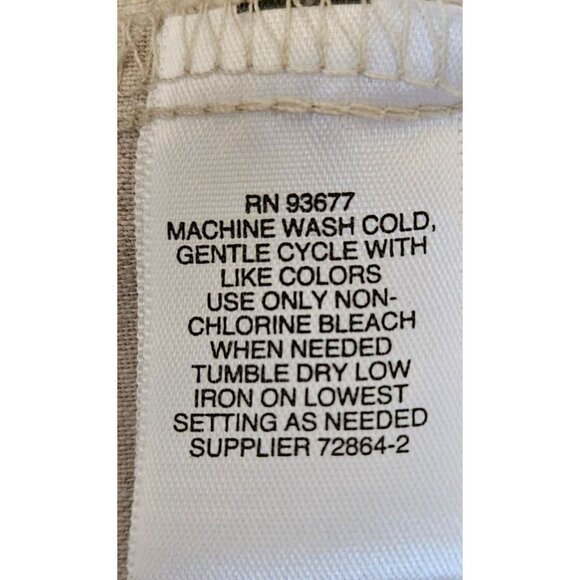 RN 93677
MACHINE WASH COLD,
GENTLE CYCLE WITH
LIKE COLORS
USE ONLY NON-
CHLORINE BLEACH
WHEN NEEDED
TUMBLE DRY LOW
IRON ON LOWEST
SETTING AS NEEDED
SUPPLIER 72864-2